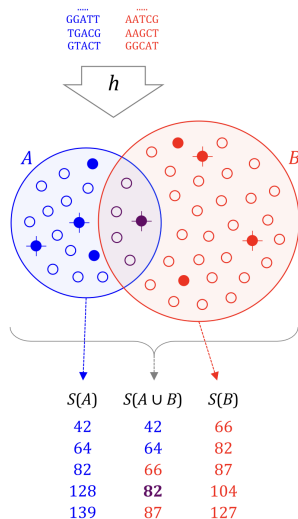 ..... .....
GGATT AATCG
TGACG AAGCT
GTACT GGCAT
h
A B
S(A) S(A ∪ B) S(B)
42 42 66
64 64 82
82 66 87
128 82 104
139 87 127